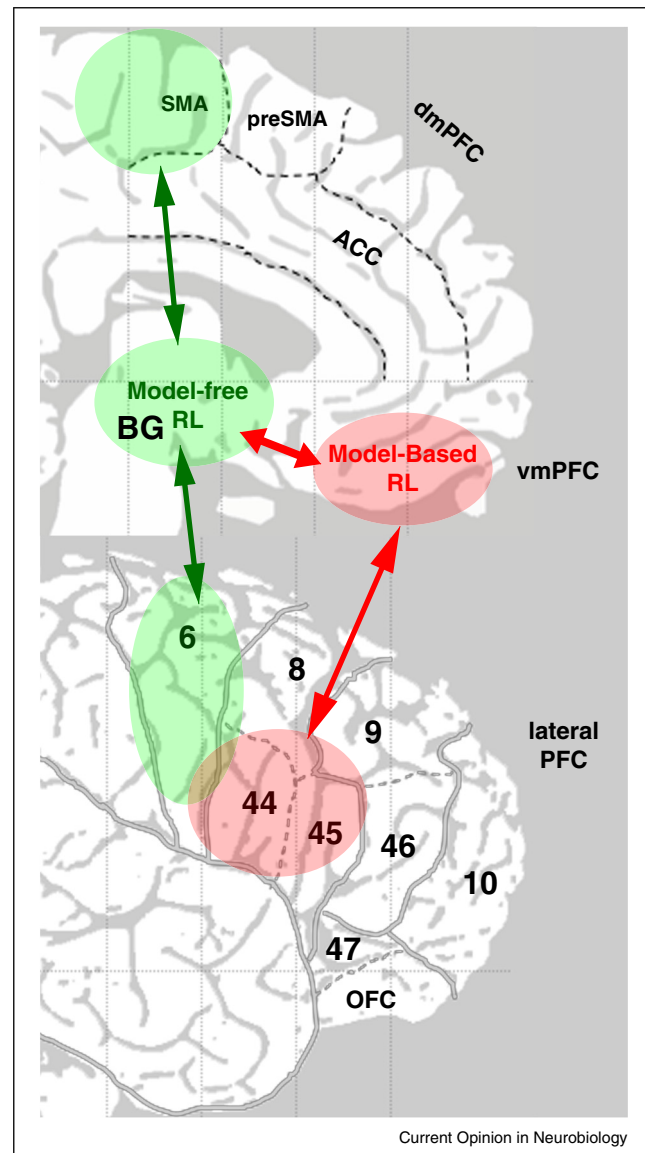 SMA
preSMA
dmPFC
ACC
Model-free
RL
BG
Model-Based
RL
vmPFC
6
8
9
lateral
PFC
44
45
46
10
47
OFC
Current Opinion in Neurobiology